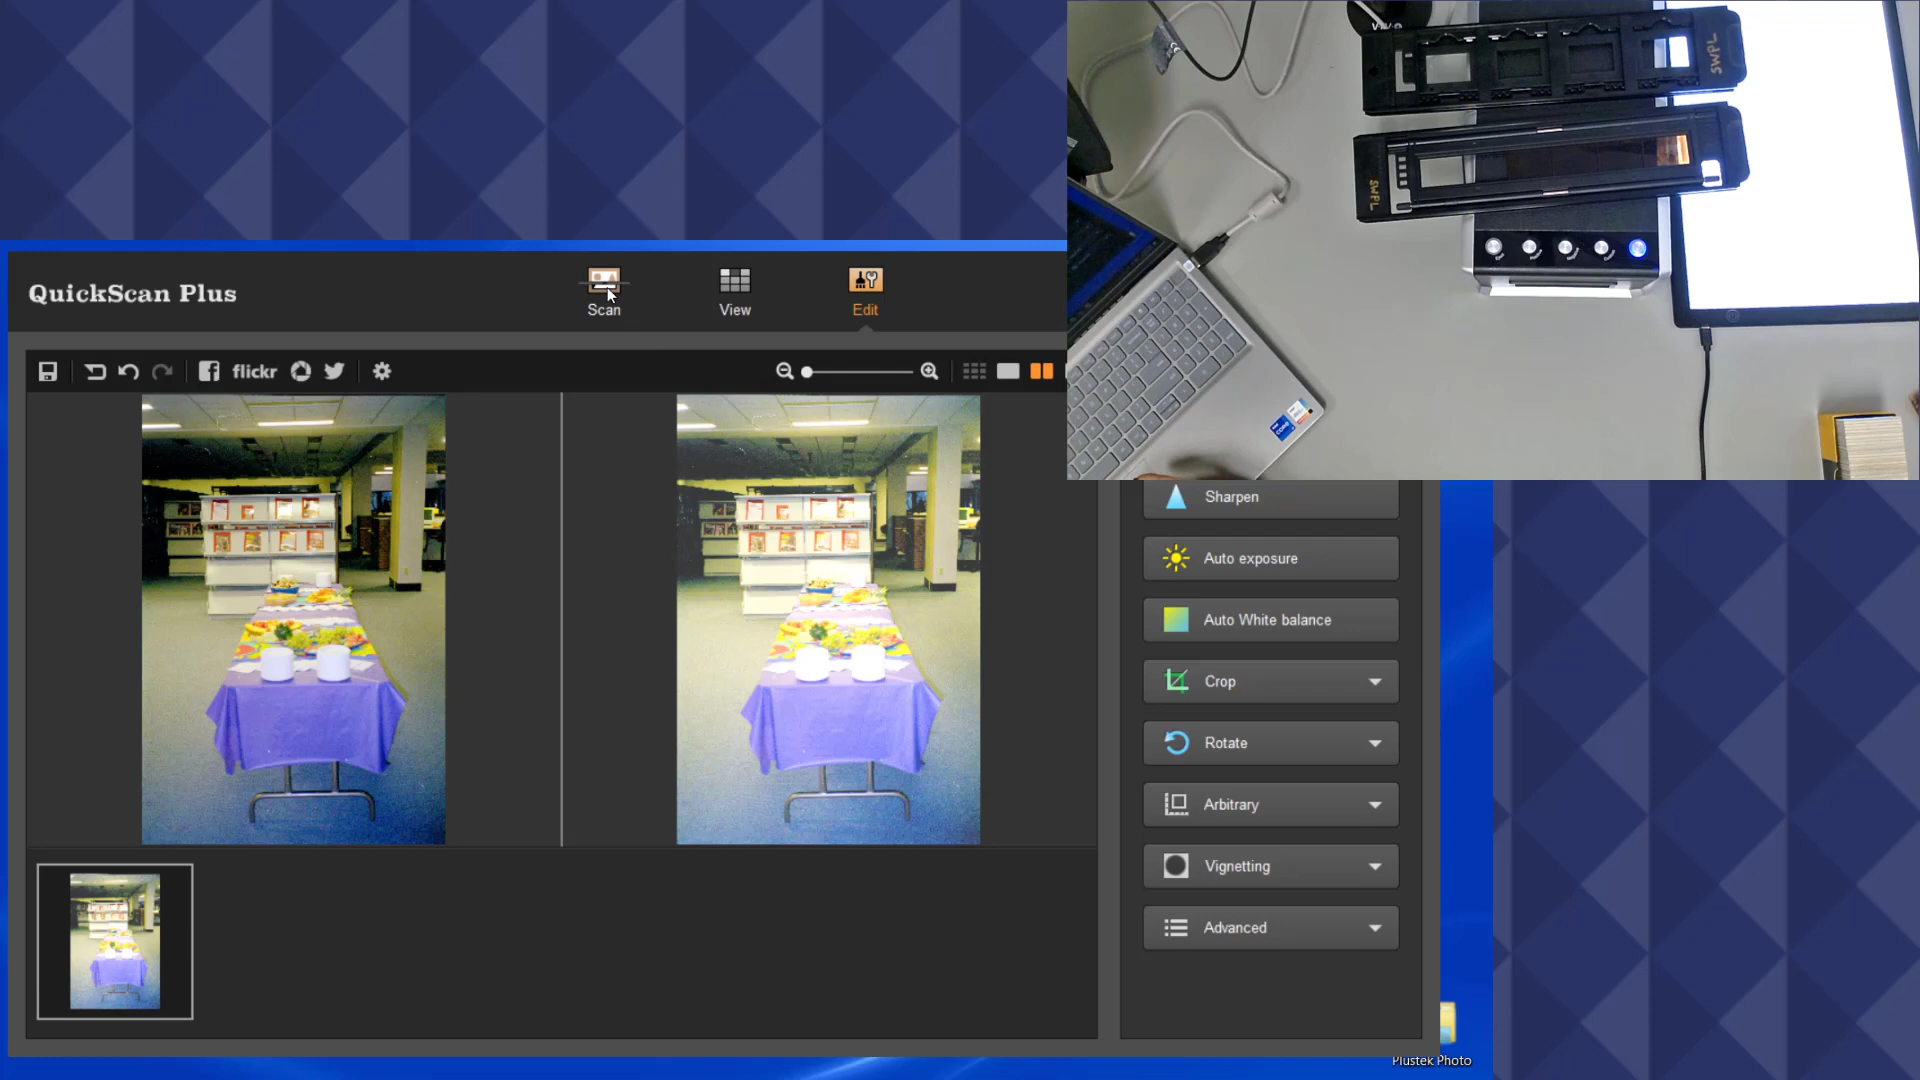 QuickScan Plus
Scan
View
Edit
flickr
Sharpen
Auto exposure
Auto White balance
Crop
Rotate
Arbitrary
Vignetting
Advanced
Plustek Photo
SWPL
SWPL